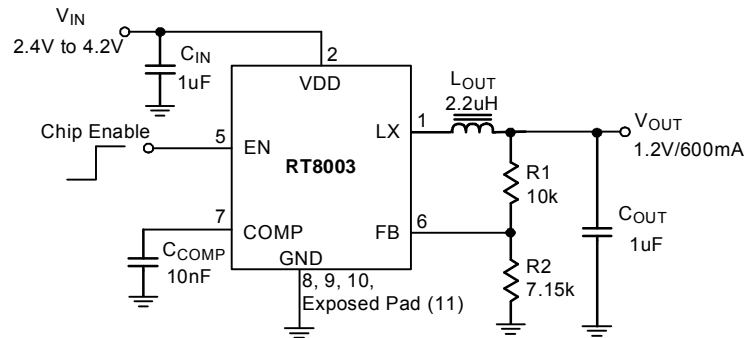 VIN
2.4V to 4.2V
CIN
1uF
2
VDD
LOUT
2.2uH
1
LX
VOUT
1.2V/600mA
Chip Enable
5
EN
RT8003
R1
10k
COUT
1uF
7
COMP
FB
6
CCOMP
10nF
GND
R2
7.15k
8, 9, 10,
Exposed Pad (11)